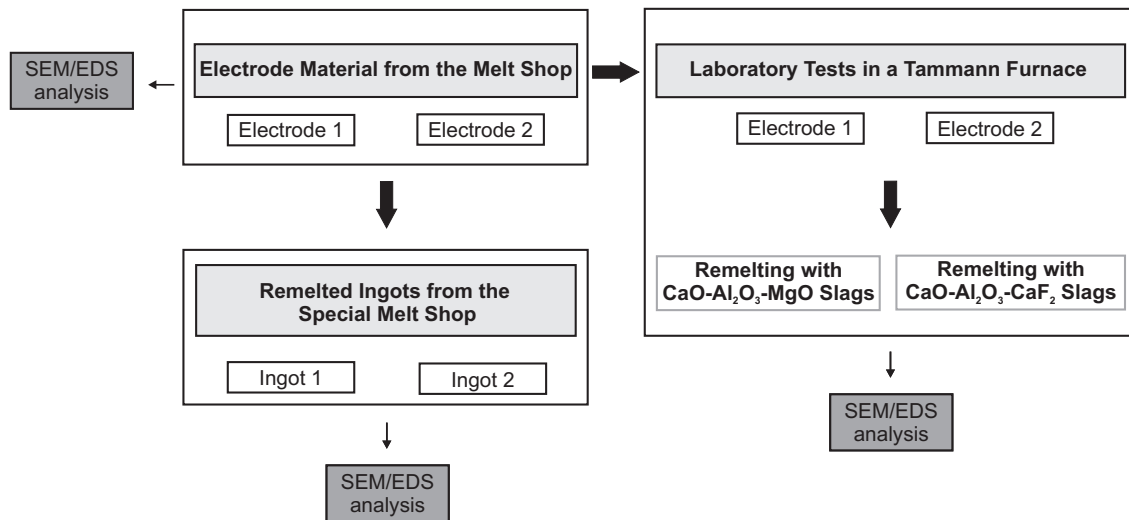 SEM/EDS
analysis
Electrode Material from the Melt Shop
Electrode 1
Electrode 2
Laboratory Tests in a Tammann Furnace
Electrode 1
Electrode 2
Remelting with
CaO-Al₂O₃-MgO Slags
Remelting with
CaO-Al₂O₃-CaF₂ Slags
Remelted Ingots from the
Special Melt Shop
Ingot 1
Ingot 2
SEM/EDS
analysis
SEM/EDS
analysis